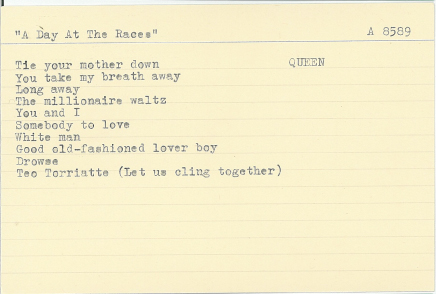 "A Day At The Races" A 8589
Tie your mother down QUEEN
You take my breath away
Long away
The millionaire waltz
You and I
Somebody to love
White man
Good old-fashioned lover boy
Drowse
Teo Torriatte (Let us cling together)